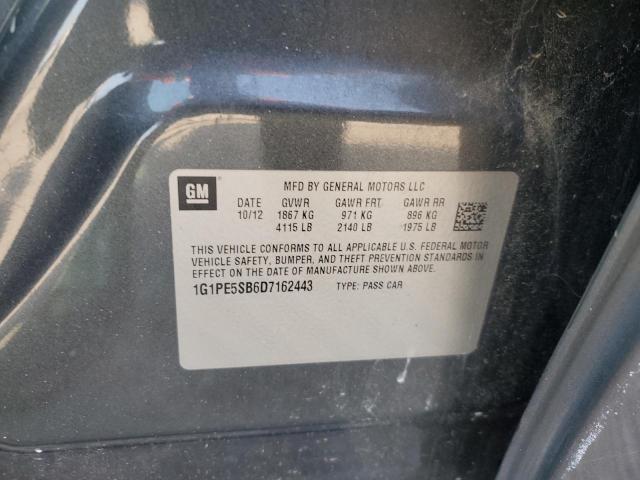 GM
MFD BY GENERAL MOTORS LLC
DATE GVWR GAWR FRT GAWR RR
10/12 1867 KG 971 KG 896 KG
4115 LB 2140 LB 1975 LB
THIS VEHICLE CONFORMS TO ALL APPLICABLE U.S. FEDERAL MOTOR
VEHICLE SAFETY, BUMPER, AND THEFT PREVENTION STANDARDS IN
EFFECT ON THE DATE OF MANUFACTURE SHOWN ABOVE.
1G1PE5SB6D7162443 TYPE: PASS CAR